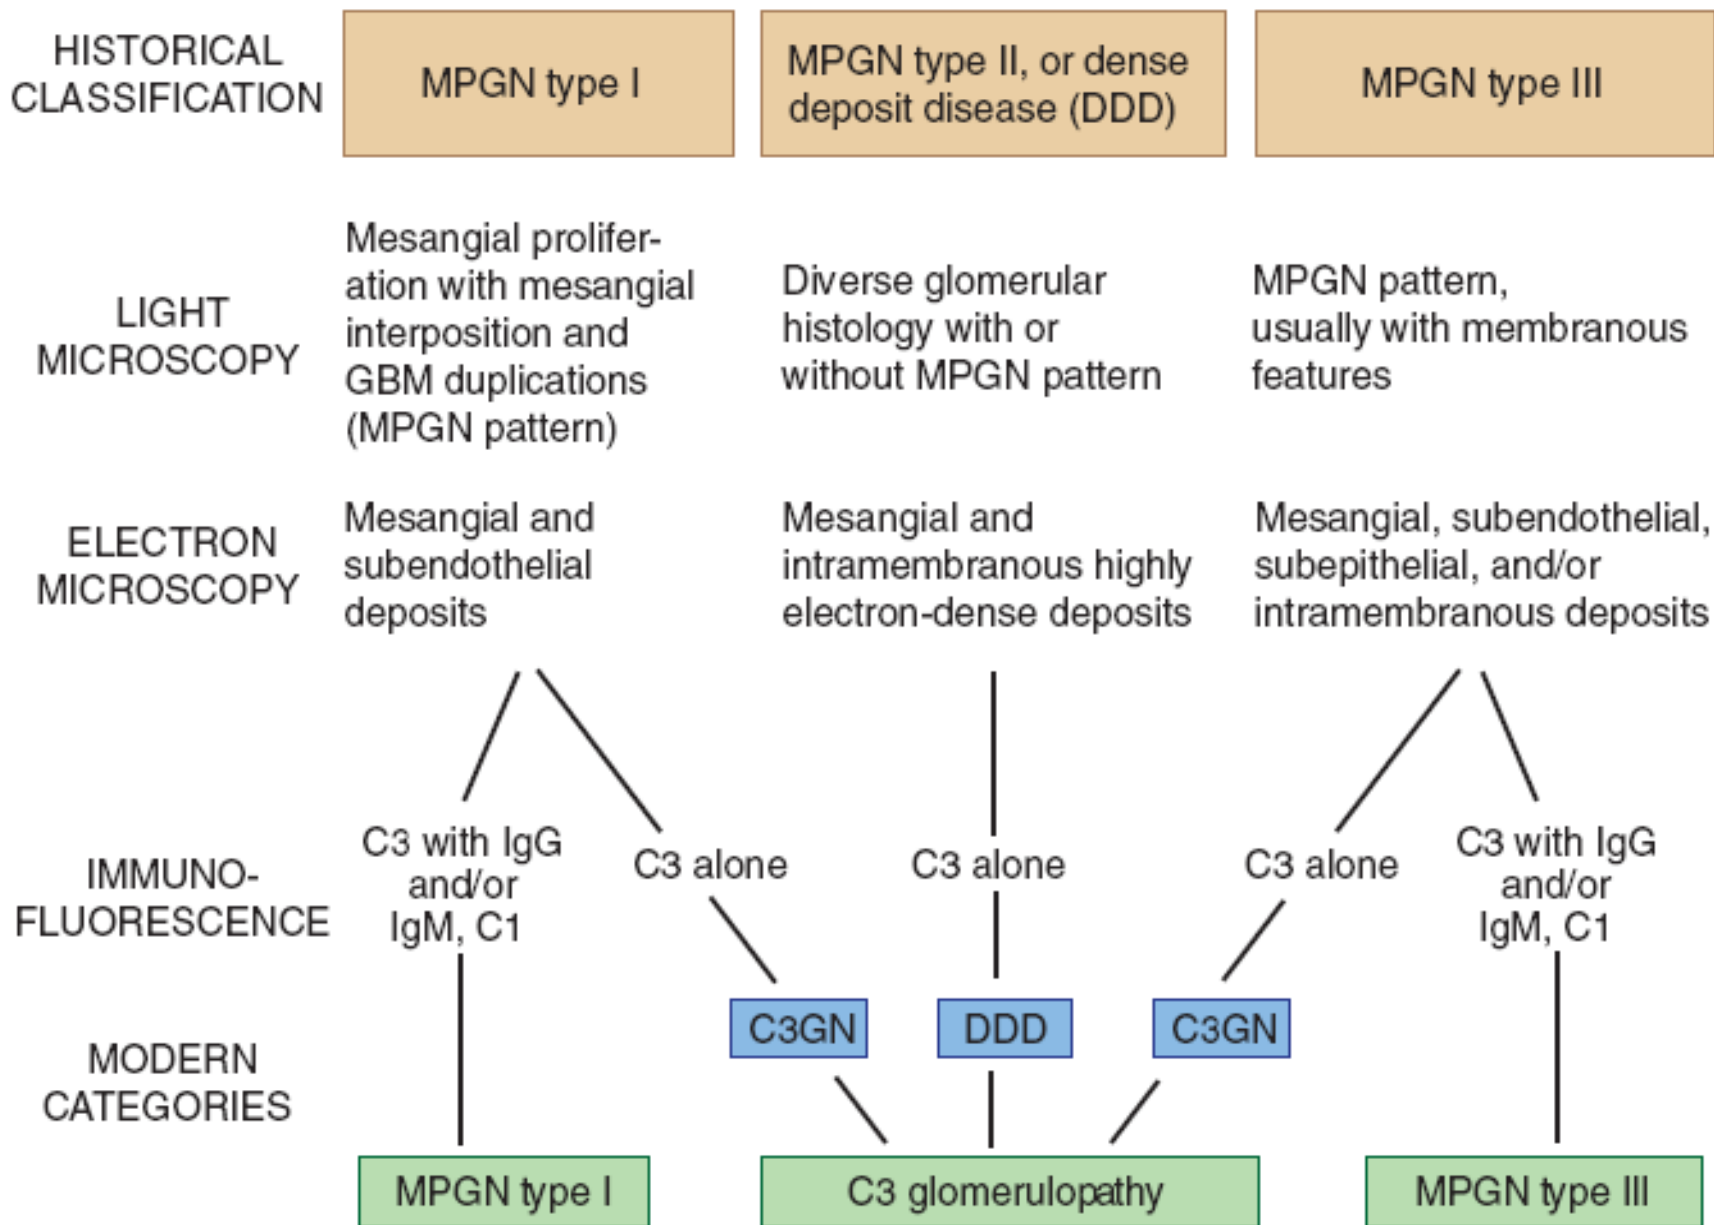 HISTORICAL
CLASSIFICATION
MPGN type I
MPGN type II, or dense
deposit disease (DDD)
MPGN type III
LIGHT
MICROSCOPY
Mesangial prolifer-
ation with mesangial
interposition and
GBM duplications
(MPGN pattern)
Diverse glomerular
histology with or
without MPGN pattern
MPGN pattern,
usually with membranous
features
ELECTRON
MICROSCOPY
Mesangial and
subendothelial
deposits
Mesangial and
intramembranous highly
electron-dense deposits
Mesangial, subendothelial,
subepithelial, and/or
intramembranous deposits
IMMUNO-
FLUORESCENCE
C3 with IgG
and/or
IgM, C1
C3 alone
C3 alone
C3 alone
C3 with IgG
and/or
IgM, C1
MODERN
CATEGORIES
C3GN
DDD
C3GN
MPGN type I
C3 glomerulopathy
MPGN type III